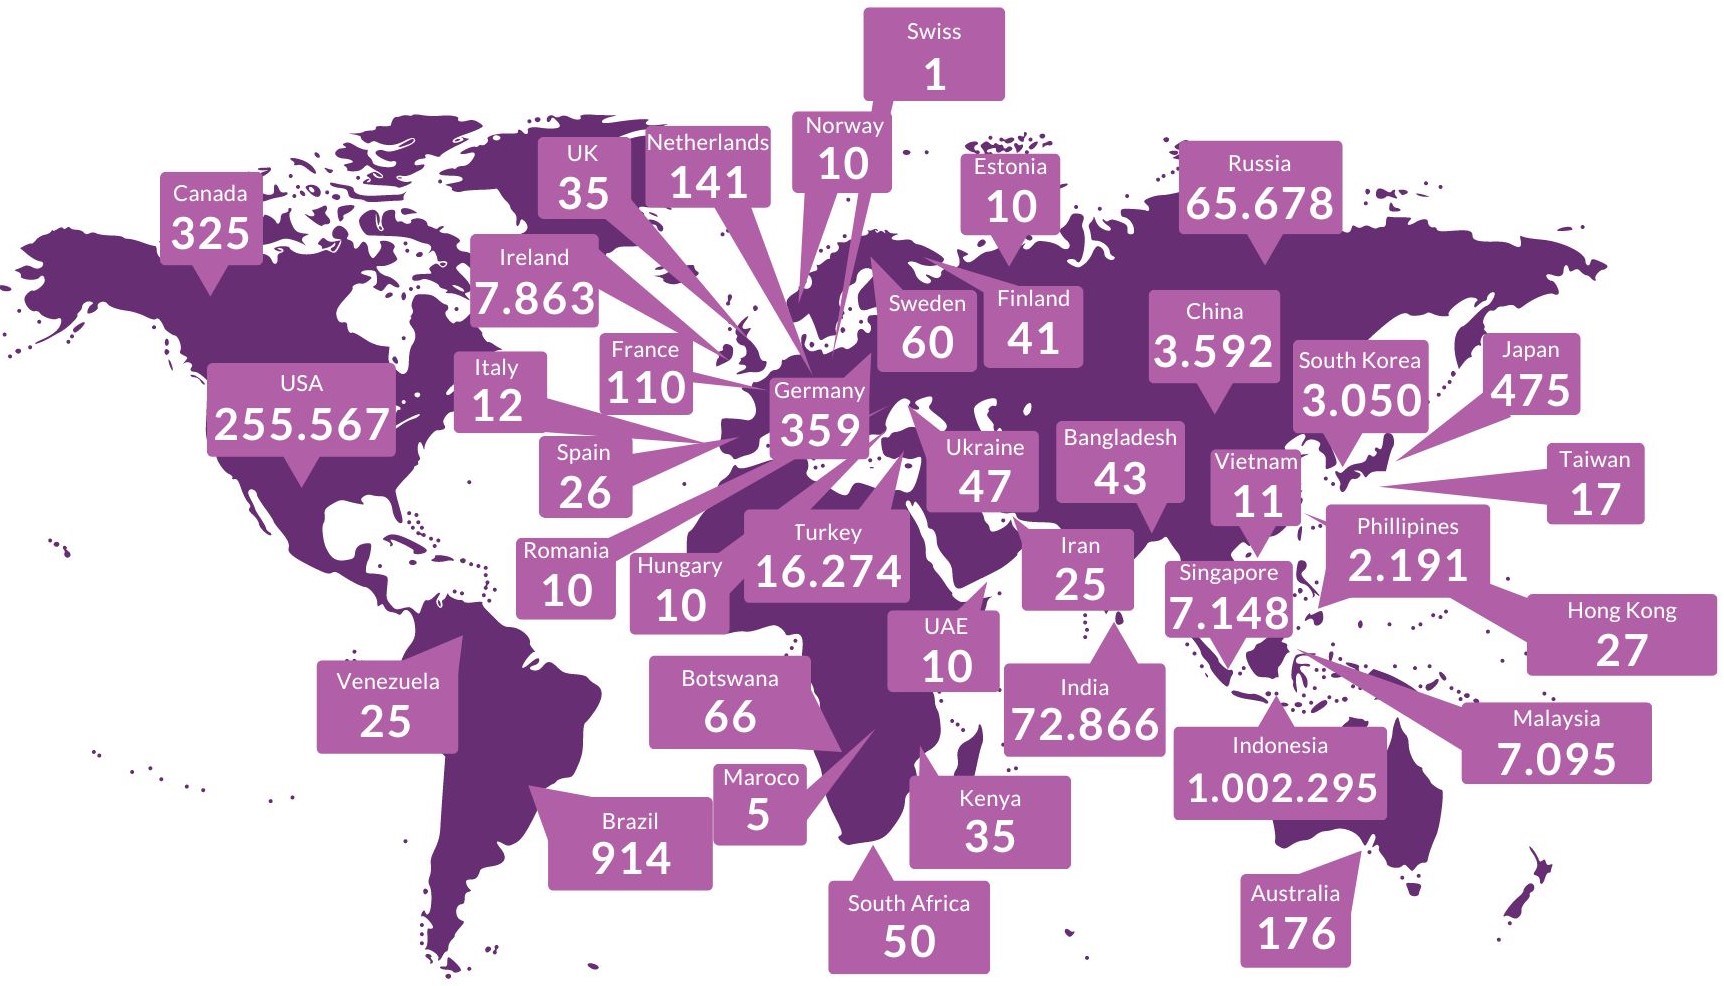 Swiss
1
Norway
10
Netherlands
141
UK
35
Estonia
10
Russia
65.678
Canada
325
Ireland
7.863
Sweden
60
Finland
41
China
3.592
France
110
South Korea
3.050
Japan
475
Italy
12
USA
255.567
Germany
359
Spain
26
Ukraine
47
Bangladesh
43
Vietnam
11
Taiwan
17
Romania
10
Hungary
10
Turkey
16.274
Iran
25
Phillipines
2.191
Singapore
7.148
UAE
10
Hong Kong
27
Venezuela
25
Botswana
66
India
72.866
Malaysia
7.095
Indonesia
1.002.295
Maroco
5
Kenya
35
Brazil
914
South Africa
50
Australia
176